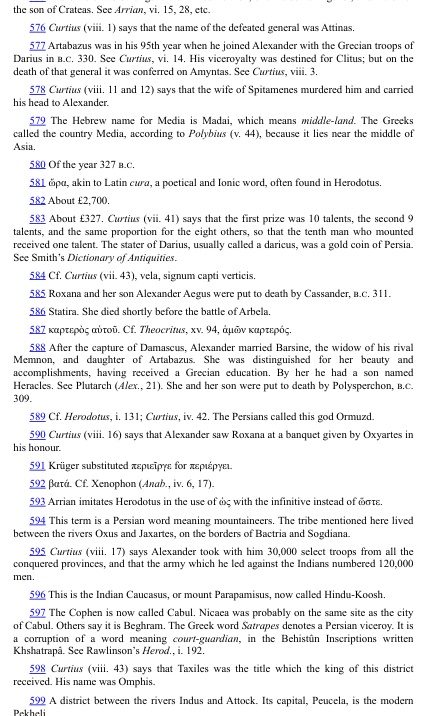 the son of Crateas. See Arrian, vi. 15, 28, etc.
576 Curtius (viii. 1) says that the name of the defeated general was Attinas.
577 Artabazus was in his 95th year when he joined Alexander with the Grecian troops of
Darius in B.C. 330. See Curtius, vi. 14. His viceroyalty was destined for Clitus; but on the
death of that general it was conferred on Amyntas. See Curtius, viii. 3.
578 Curtius (viii. 11 and 12) says that the wife of Spitamenes murdered him and carried
his head to Alexander.
579 The Hebrew name for Media is Madai, which means middle-land. The Greeks
called the country Media, according to Polybius (v. 44), because it lies near the middle of
Asia.
580 Of the year 327 B.C.
581 ὤρα, akin to Latin cura, a poetical and Ionic word, often found in Herodotus.
582 About £2,700.
583 About £327. Curtius (vii. 41) says that the first prize was 10 talents, the second 9
talents, and the same proportion for the eight others, so that the tenth man who mounted
received one talent. The stater of Darius, usually called a daricus, was a gold coin of Persia.
See Smith's Dictionary of Antiquities.
584 Cf. Curtius (vii. 43), vela, signum capti verticis.
585 Roxana and her son Alexander Aegus were put to death by Cassander, B.C. 311.
586 Statira. She died shortly before the battle of Arbela.
587 καρτερὸς αὑτοῦ. Cf. Theocritus, xv. 94, ἁμῶν καρτερός.
588 After the capture of Damascus, Alexander married Barsine, the widow of his rival
Memnon, and daughter of Artabazus. She was distinguished for her beauty and
accomplishments, having received a Grecian education. By her he had a son named
Heracles. See Plutarch (Alex., 21). She and her son were put to death by Polysperchon, B.C.
309.
589 Cf. Herodotus, i. 131; Curtius, iv. 42. The Persians called this god Ormuzd.
590 Curtius (viii. 16) says that Alexander saw Roxana at a banquet given by Oxyartes in
his honour.
591 Krüger substituted περιεῖργε for περιέργει.
592 βατά. Cf. Xenophon (Anab., iv. 6, 17).
593 Arrian imitates Herodotus in the use of ὡς with the infinitive instead of ὥστε.
594 This term is a Persian word meaning mountaineers. The tribe mentioned here lived
between the rivers Oxus and Jaxartes, on the borders of Bactria and Sogdiana.
595 Curtius (viii. 17) says Alexander took with him 30,000 select troops from all the
conquered provinces, and that the army which he led against the Indians numbered 120,000
men.
596 This is the Indian Caucasus, or mount Parapamisus, now called Hindu-Koosh.
597 The Cophen is now called Cabul. Nicaea was probably on the same site as the city
of Cabul. Others say it is Beghram. The Greek word Satrapes denotes a Persian viceroy. It is
a corruption of a word meaning court-guardian, in the Behistûn Inscriptions written
Khshatrapâ. See Rawlinson's Herod., i. 192.
598 Curtius (viii. 43) says that Taxiles was the title which the king of this district
received. His name was Omphis.
599 A district between the rivers Indus and Attock. Its capital, Peucela, is the modern
Pekheli.